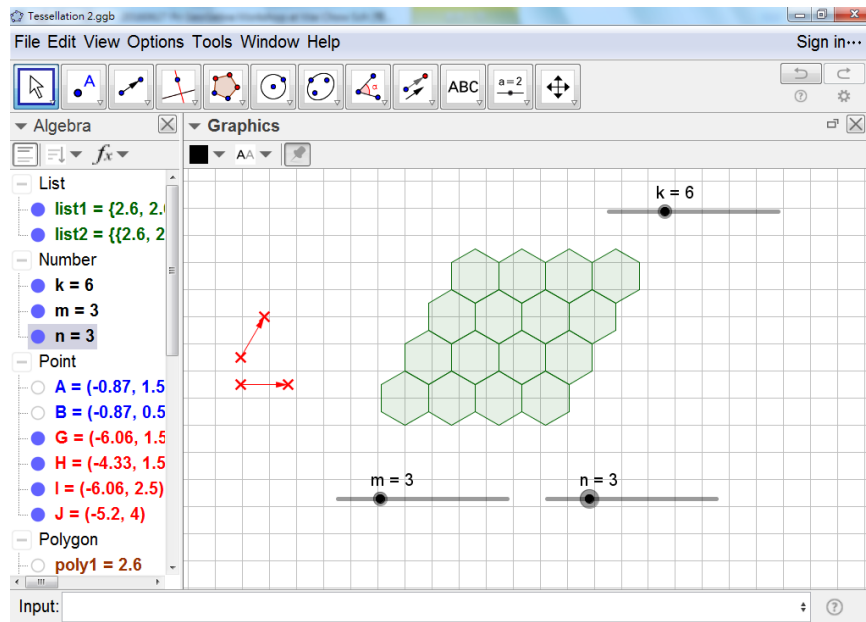 Tessellation 2.ggb
File Edit View Options Tools Window Help
Sign in...
A
ABC
a=2
Algebra
Graphics
fx
AA
List
list1 = {2.6, 2.
list2 = {{2.6, 2
Number
k = 6
m = 3
n = 3
Point
A = (-0.87, 1.5
B = (-0.87, 0.5
G = (-6.06, 1.5
H = (-4.33, 1.5
I = (-6.06, 2.5)
J = (-5.2, 4)
Polygon
poly1 = 2.6
k = 6
m = 3
n = 3
Input: